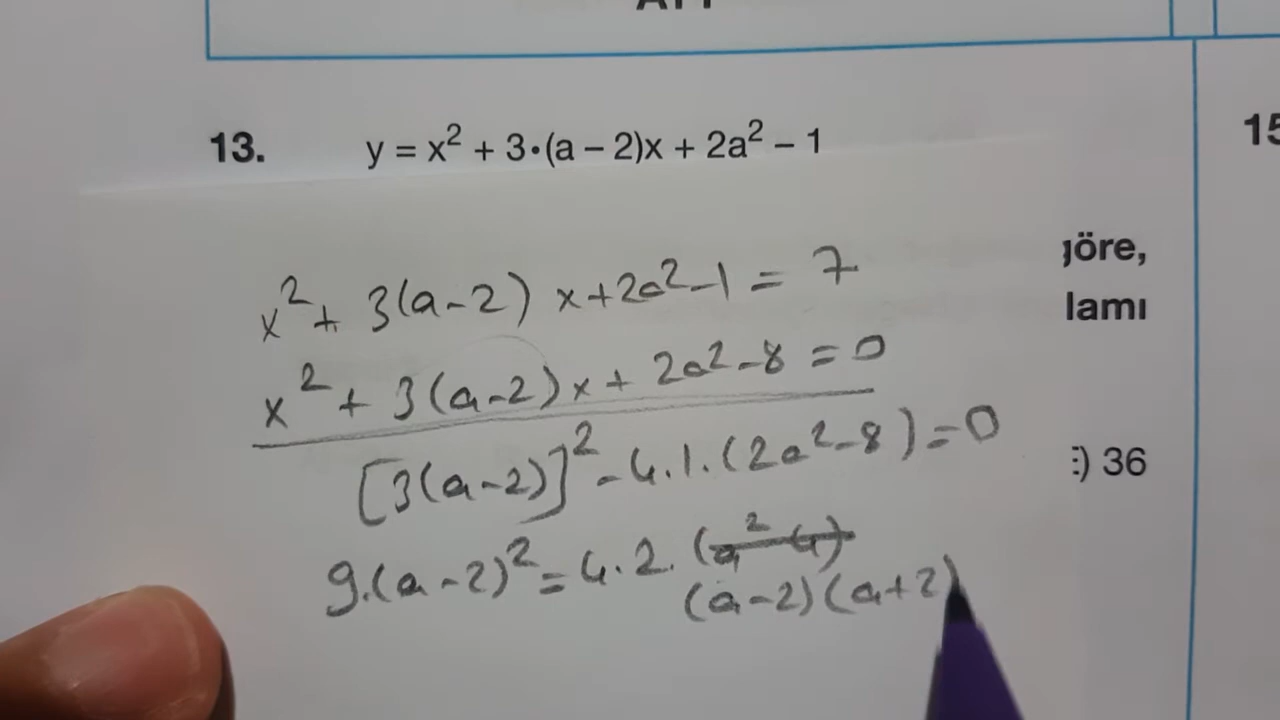 13. y = x² + 3·(a – 2)x + 2a² – 1
15
x² + 3(a-2) x+2a²-1 = 7
göre,
lamı
x² + 3(a-2)x + 2a²-8 = 0
[3(a-2)]² - 4.1.(2a²-8) = 0
) 36
9.(a-2)² = 4.2. (a²-4)
(a-2)(a+2)